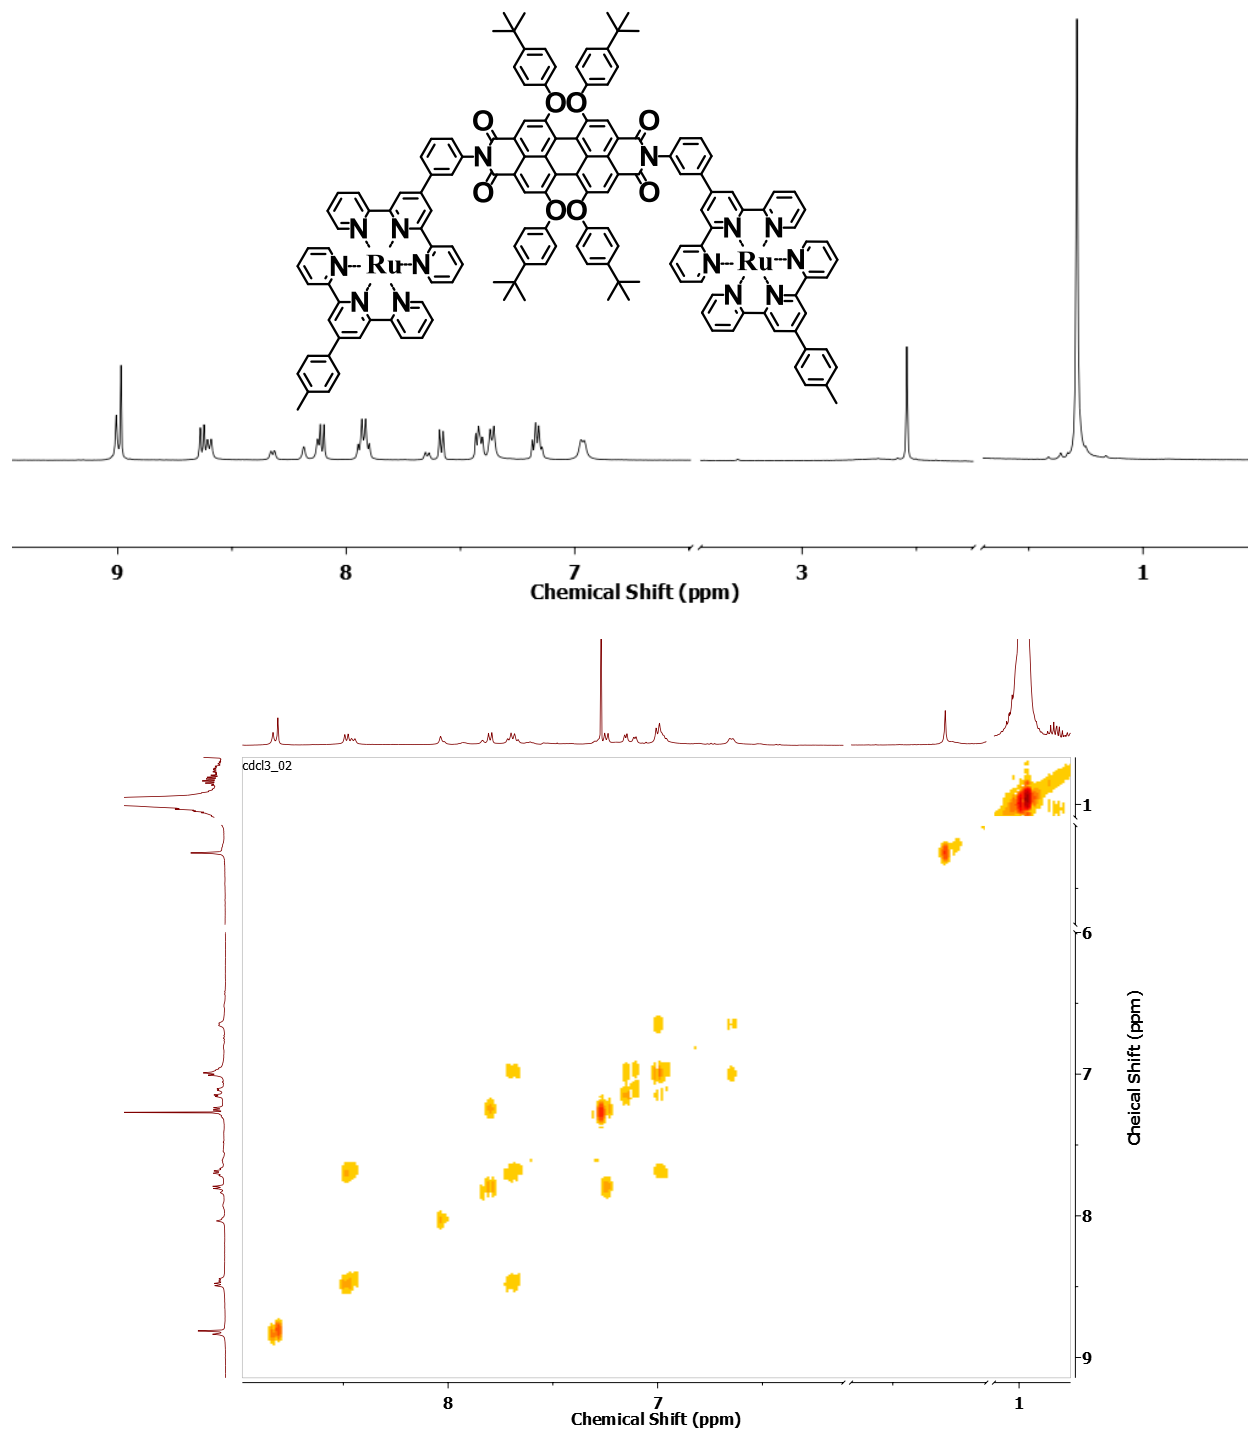 O O
O O
N N
O O
O O
N N N N
N Ru N N Ru N
N N N N
9 8 7 3 1
Chemical Shift (ppm)
cdcl3_02
1
6
7
8
9
Cheical Shift (ppm)
8 7 1
Chemical Shift (ppm)